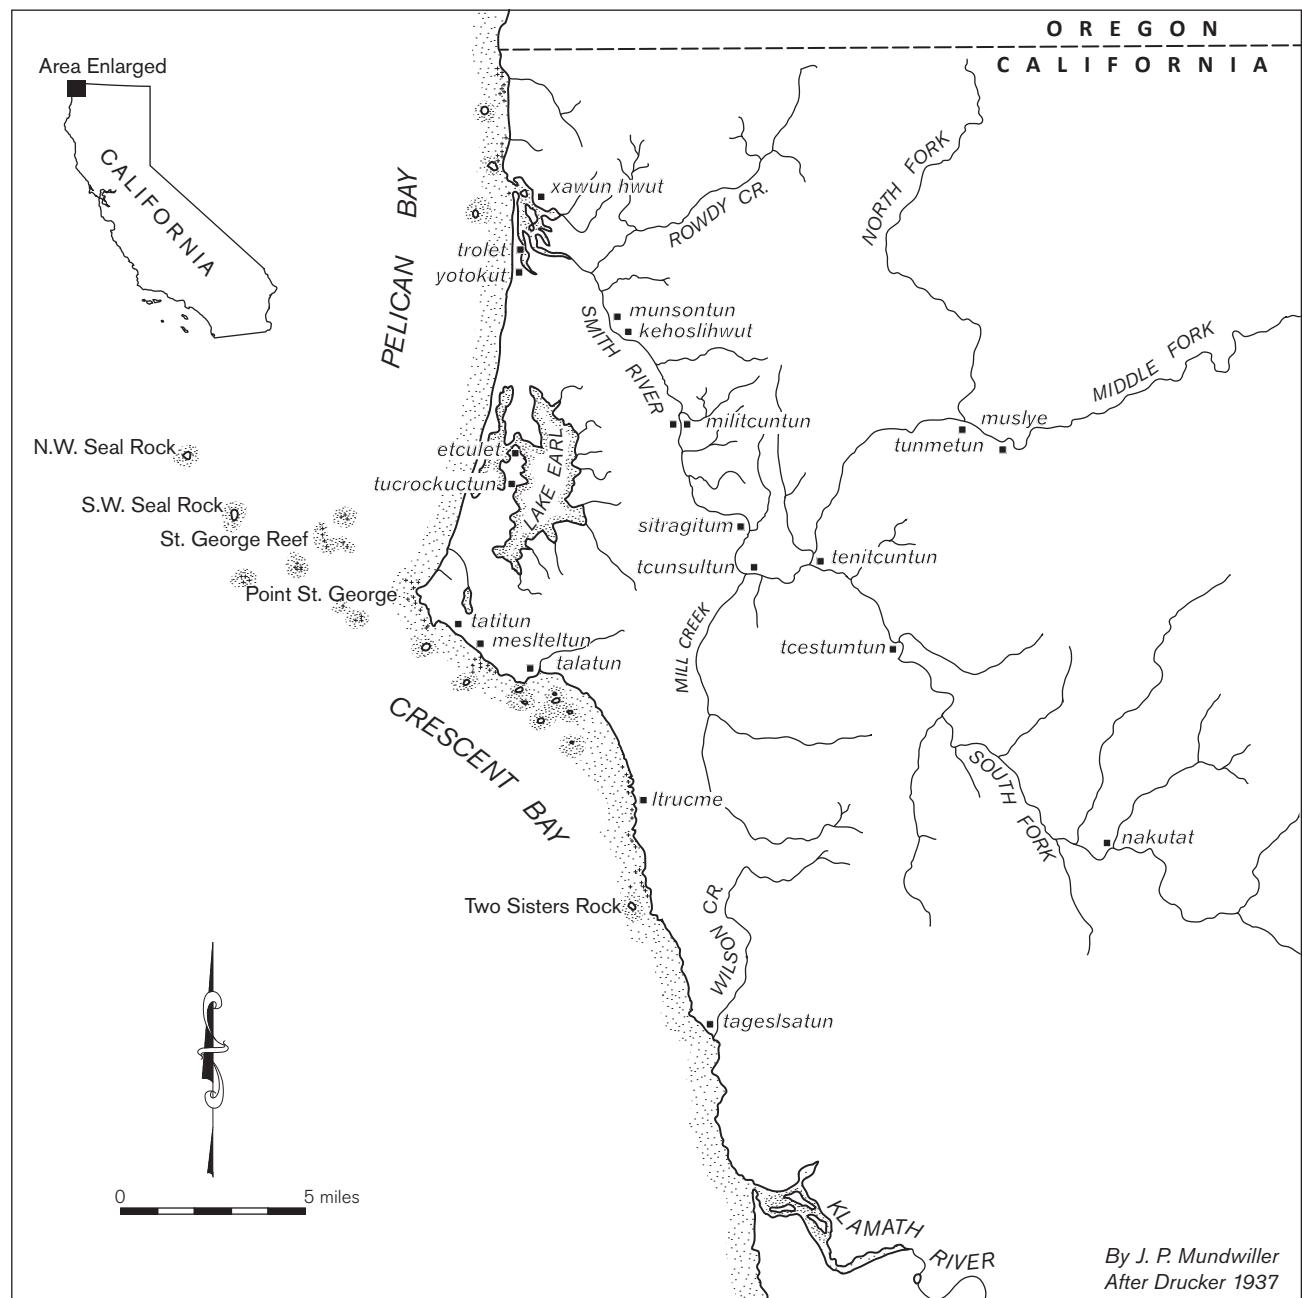 OREGON
CALIFORNIA
Area Enlarged
CALIFORNIA
PELICAN BAY
xawun hwut
ROWDY CR.
NORTH FORK
trolet
yotokut
munsontun
kehoslihwut
SMITH RIVER
MIDDLE FORK
militcuntun
muslye
tunmetun
N.W. Seal Rock
etculet
tucrockuctun
LAKE EARL
S.W. Seal Rock
St. George Reef
sitragitum
tcunsultun
tenitcuntun
Point St. George
tatitun
meslteltun
talatun
MILL CREEK
tcestumtun
CRESCENT BAY
SOUTH FORK
ltrucme
nakutat
Two Sisters Rock
WILSON CR.
tageslsatun
0 5 miles
KLAMATH RIVER
By J. P. Mundwiller
After Drucker 1937